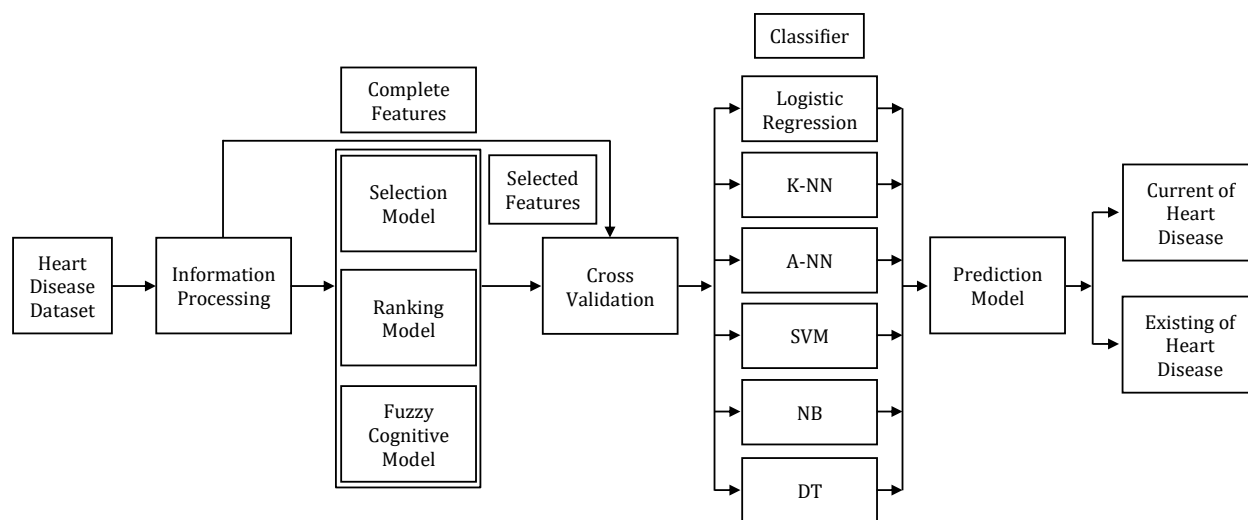 Heart
Disease
Dataset
Information
Processing
Complete
Features
Selection
Model
Ranking
Model
Fuzzy
Cognitive
Model
Selected
Features
Cross
Validation
Classifier
Logistic
Regression
K-NN
A-NN
SVM
NB
DT
Prediction
Model
Current of
Heart
Disease
Existing of
Heart
Disease